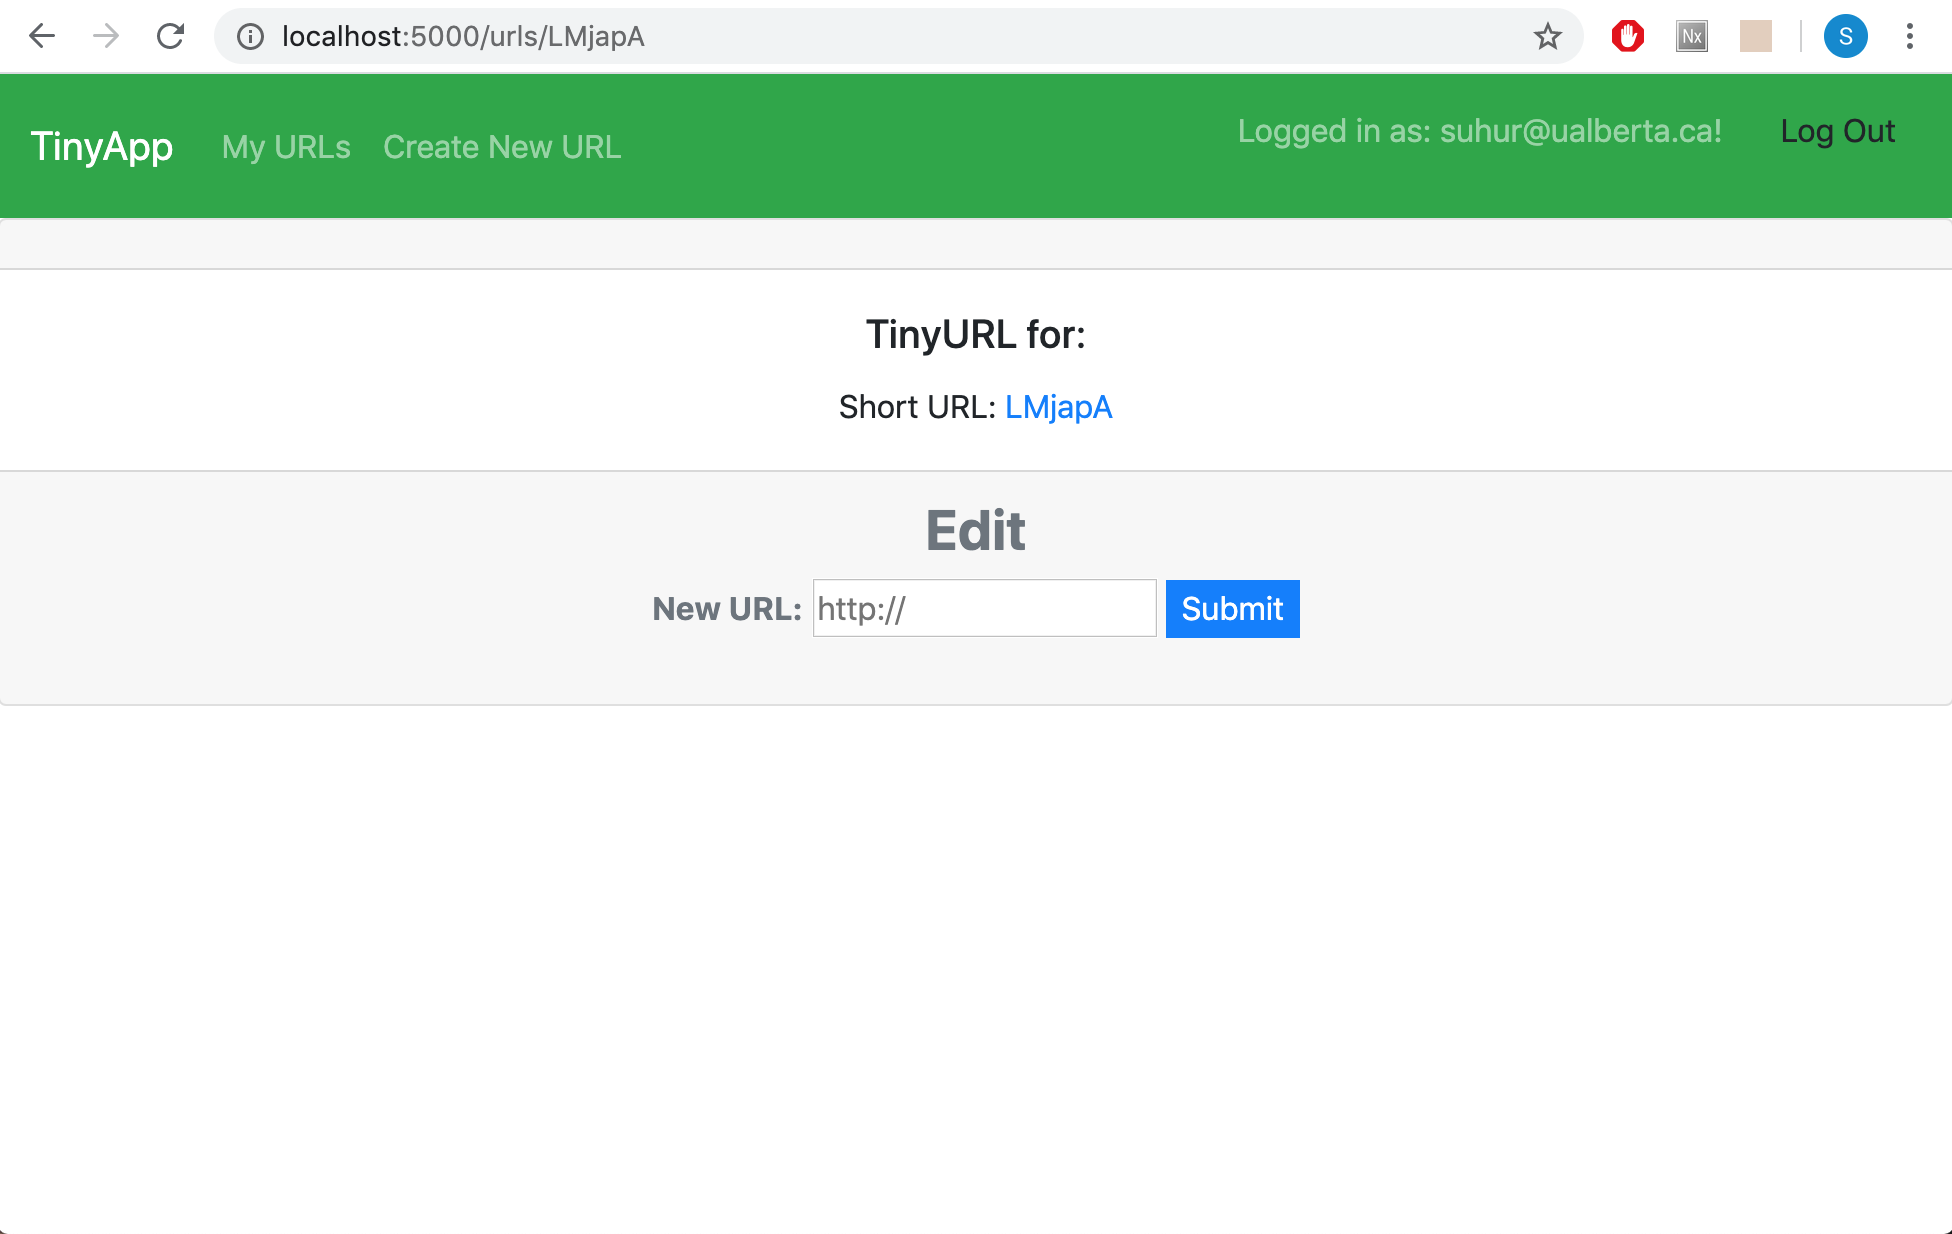 localhost:5000/urls/LMjapA
Nx
S
TinyApp My URLs Create New URL Logged in as: suhur@ualberta.ca! Log Out
TinyURL for:
Short URL: LMjapA
Edit
New URL: http:// Submit